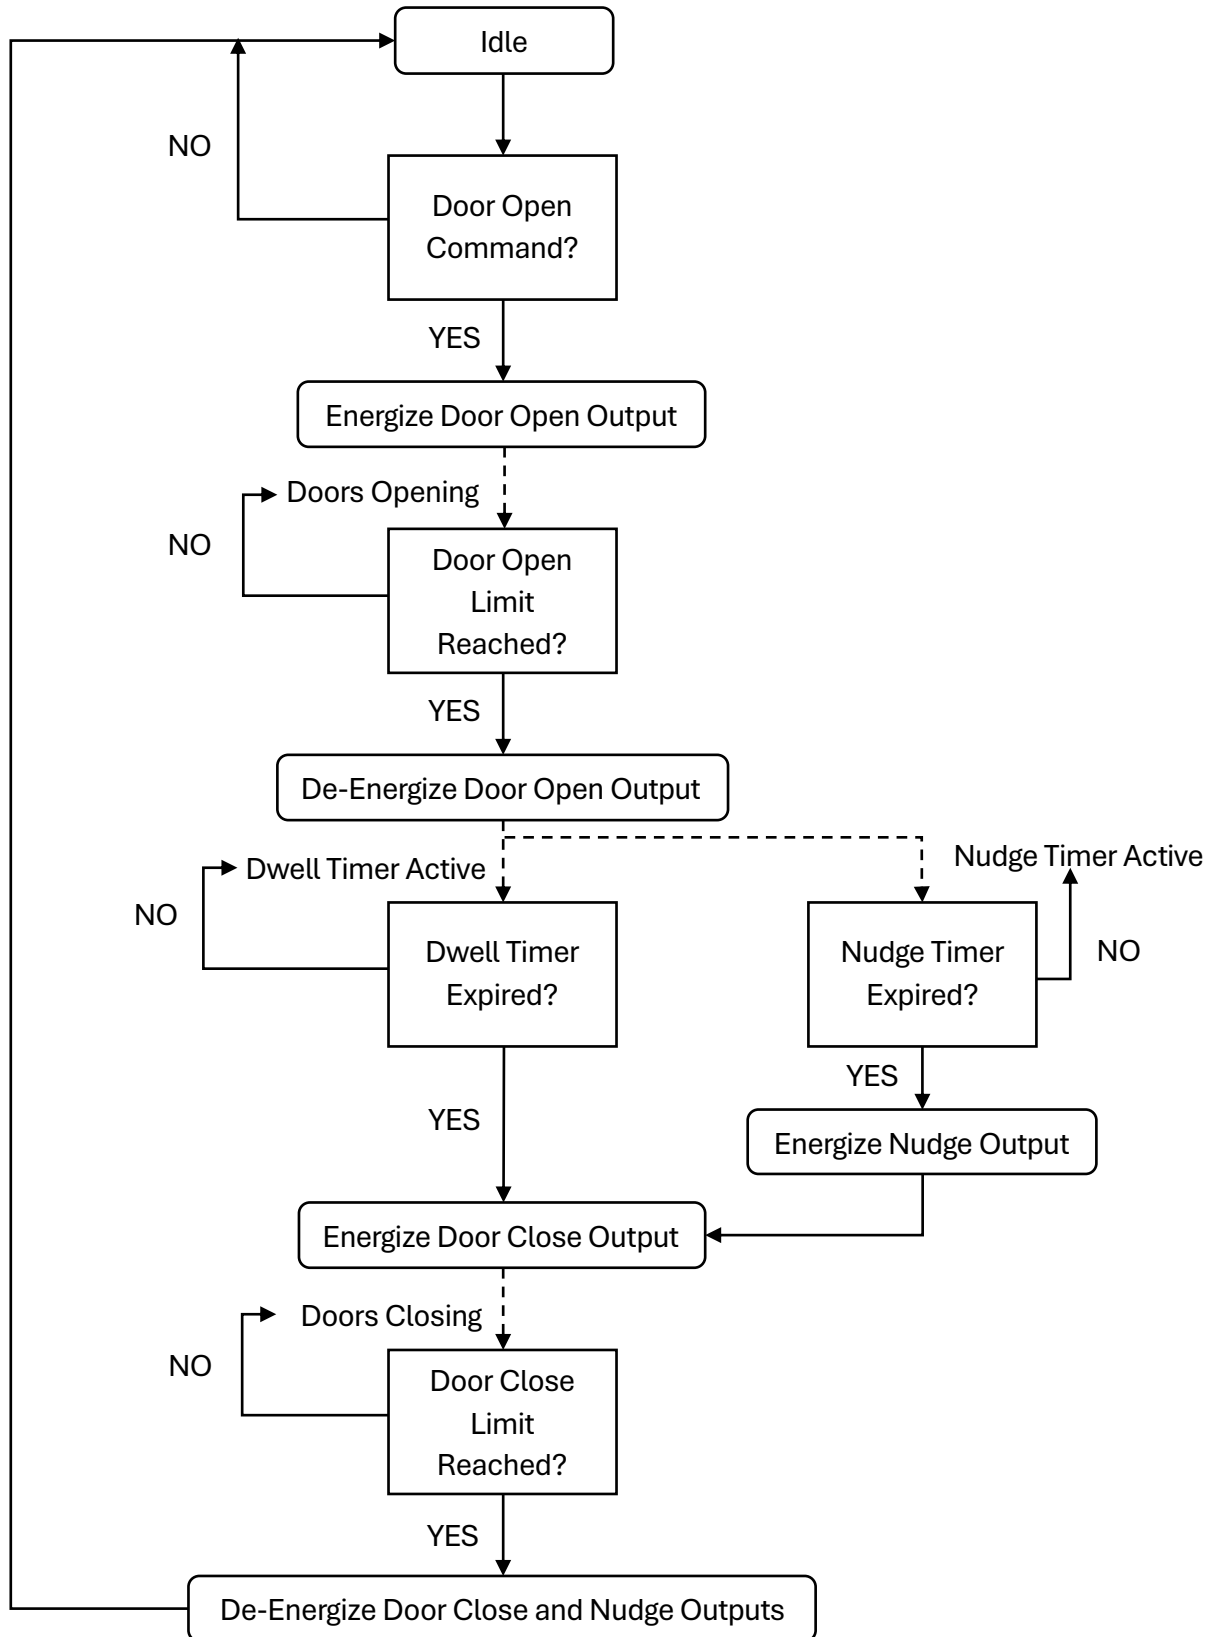 Idle
NO
Door Open
Command?
YES
Energize Door Open Output
Doors Opening
NO
Door Open
Limit
Reached?
YES
De-Energize Door Open Output
Dwell Timer Active
NO
Dwell Timer
Expired?
Nudge Timer Active
Nudge Timer
Expired?
NO
YES
YES
Energize Nudge Output
Energize Door Close Output
Doors Closing
NO
Door Close
Limit
Reached?
YES
De-Energize Door Close and Nudge Outputs